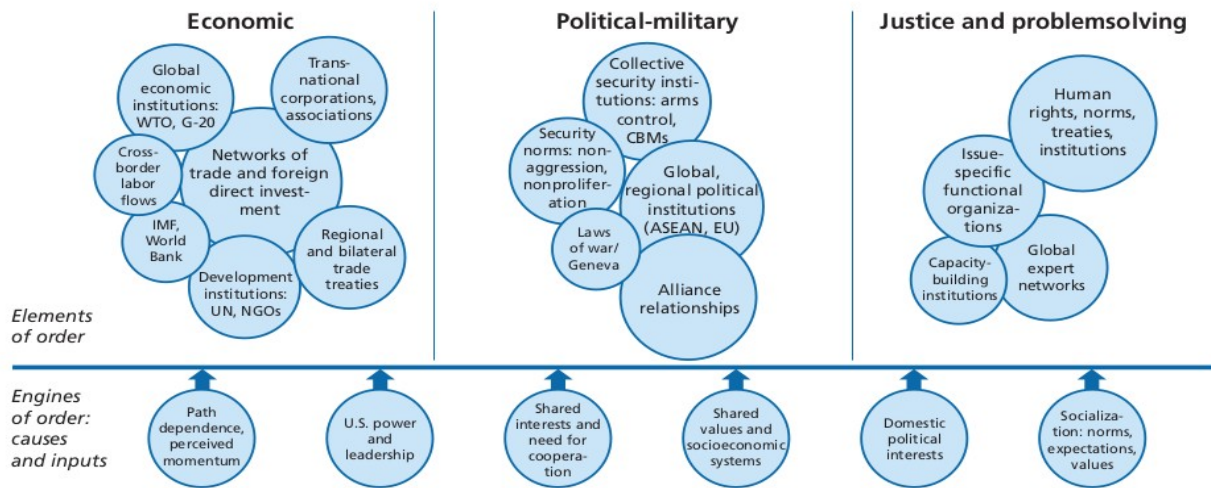 Economic
Political-military
Justice and problemsolving
Global
economic
institutions:
WTO, G-20
Trans-
national
corporations,
associations
Cross-
border
labor
flows
Networks of
trade and foreign
direct invest-
ment
IMF,
World
Bank
Development
institutions:
UN, NGOs
Regional
and bilateral
trade
treaties
Collective
security insti-
tutions: arms
control,
CBMs
Security
norms: non-
aggression,
nonprolifer-
ation
Global,
regional political
institutions
(ASEAN, EU)
Laws
of war/
Geneva
Alliance
relationships
Human
rights, norms,
treaties,
institutions
Issue-
specific
functional
organiza-
tions
Capacity-
building
institutions
Global
expert
networks
Elements
of order
Engines
of order:
causes
and inputs
Path
dependence,
perceived
momentum
U.S. power
and
leadership
Shared
interests and
need for
coopera-
tion
Shared
values and
socioeconomic
systems
Domestic
political
interests
Socializa-
tion: norms,
expectations,
values